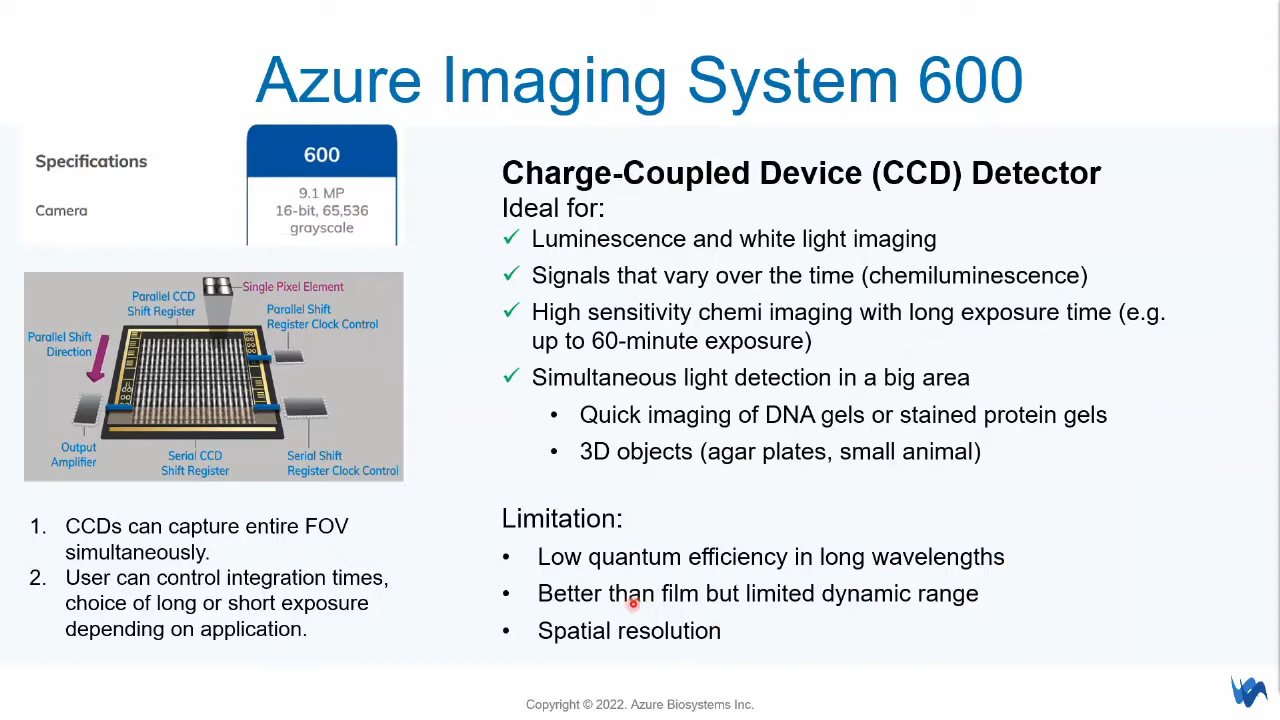 Azure Imaging System 600
Specifications
600
Camera
9.1 MP
16-bit, 65,536
grayscale
Single Pixel Element
Parallel CCD
Shift Register
Parallel Shift
Register Clock Control
Parallel Shift
Direction
Output
Amplifier
Serial CCD
Shift Register
Serial Shift
Register Clock Control
1. CCDs can capture entire FOV
simultaneously.
2. User can control integration times,
choice of long or short exposure
depending on application.
Charge-Coupled Device (CCD) Detector
Ideal for:
✓ Luminescence and white light imaging
✓ Signals that vary over the time (chemiluminescence)
✓ High sensitivity chemi imaging with long exposure time (e.g.
up to 60-minute exposure)
✓ Simultaneous light detection in a big area
• Quick imaging of DNA gels or stained protein gels
• 3D objects (agar plates, small animal)
Limitation:
• Low quantum efficiency in long wavelengths
• Better than film but limited dynamic range
• Spatial resolution
Copyright © 2022. Azure Biosystems Inc.